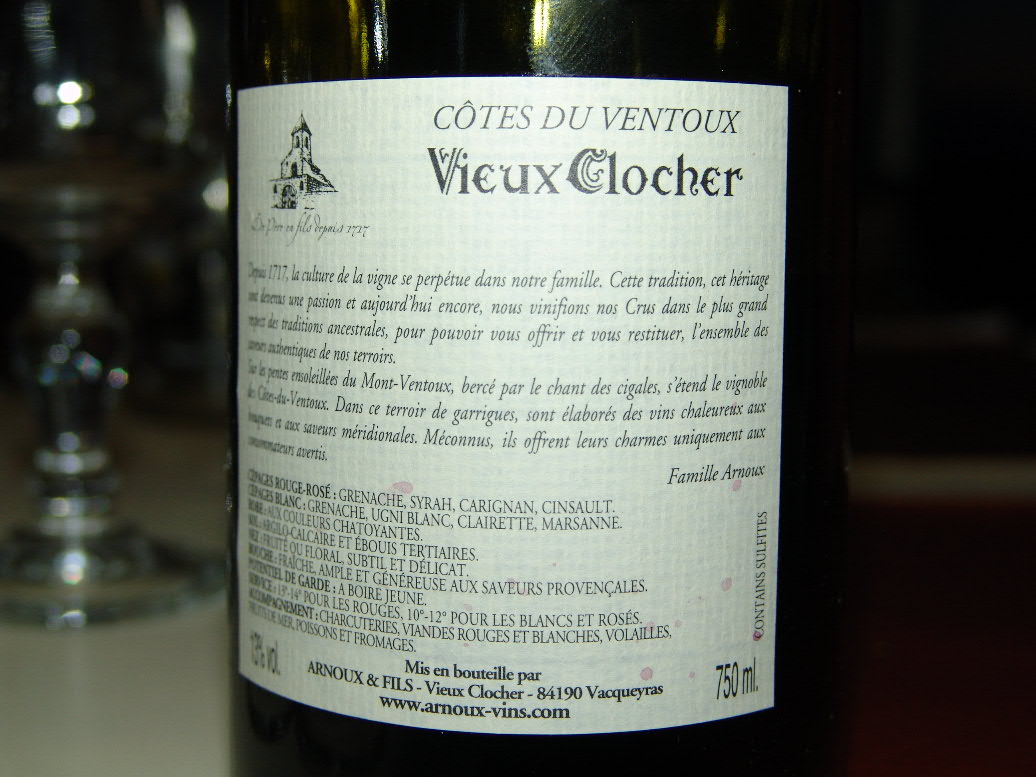 CÔTES DU VENTOUX
Vieux Clocher
De Père en fils depuis 1717
Depuis 1717, la culture de la vigne se perpétue dans notre famille. Cette tradition, cet héritage
sont devenus une passion et aujourd'hui encore, nous vinifions nos Crus dans le plus grand
respect des traditions ancestrales, pour pouvoir vous offrir et vous restituer, l'ensemble des
saveurs authentiques de nos terroirs.
Sur les pentes ensoleillées du Mont-Ventoux, bercé par le chant des cigales, s'étend le vignoble
des Côtes-du-Ventoux. Dans ce terroir de garrigues, sont élaborés des vins chaleureux aux
bouquets et aux saveurs méridionales. Méconnus, ils offrent leurs charmes uniquement aux
consommateurs avertis.
Famille Arnoux
CÉPAGES ROUGE-ROSÉ : GRENACHE, SYRAH, CARIGNAN, CINSAULT.
CÉPAGES BLANC : GRENACHE, UGNI BLANC, CLAIRETTE, MARSANNE.
ROBE : AUX COULEURS CHATOYANTES.
SOL : ARGILO-CALCAIRE ET ÉBOUIS TERTIAIRES.
NEZ : FRUITÉ OU FLORAL, SUBTIL ET DÉLICAT.
BOUCHE : FRAÎCHE, AMPLE ET GÉNÉREUSE AUX SAVEURS PROVENÇALES.
POTENTIEL DE GARDE : À BOIRE JEUNE.
SERVICE : 13°-14° POUR LES ROUGES, 10°-12° POUR LES BLANCS ET ROSÉS.
ACCOMPAGNEMENT : CHARCUTERIES, VIANDES ROUGES ET BLANCHES, VOLAILLES,
FRUITS DE MER, POISSONS ET FROMAGES.
CONTAINS SULFITES
13% vol.
Mis en bouteille par
ARNOUX & FILS - Vieux Clocher - 84190 Vacqueyras
www.arnoux-vins.com
750 ml.